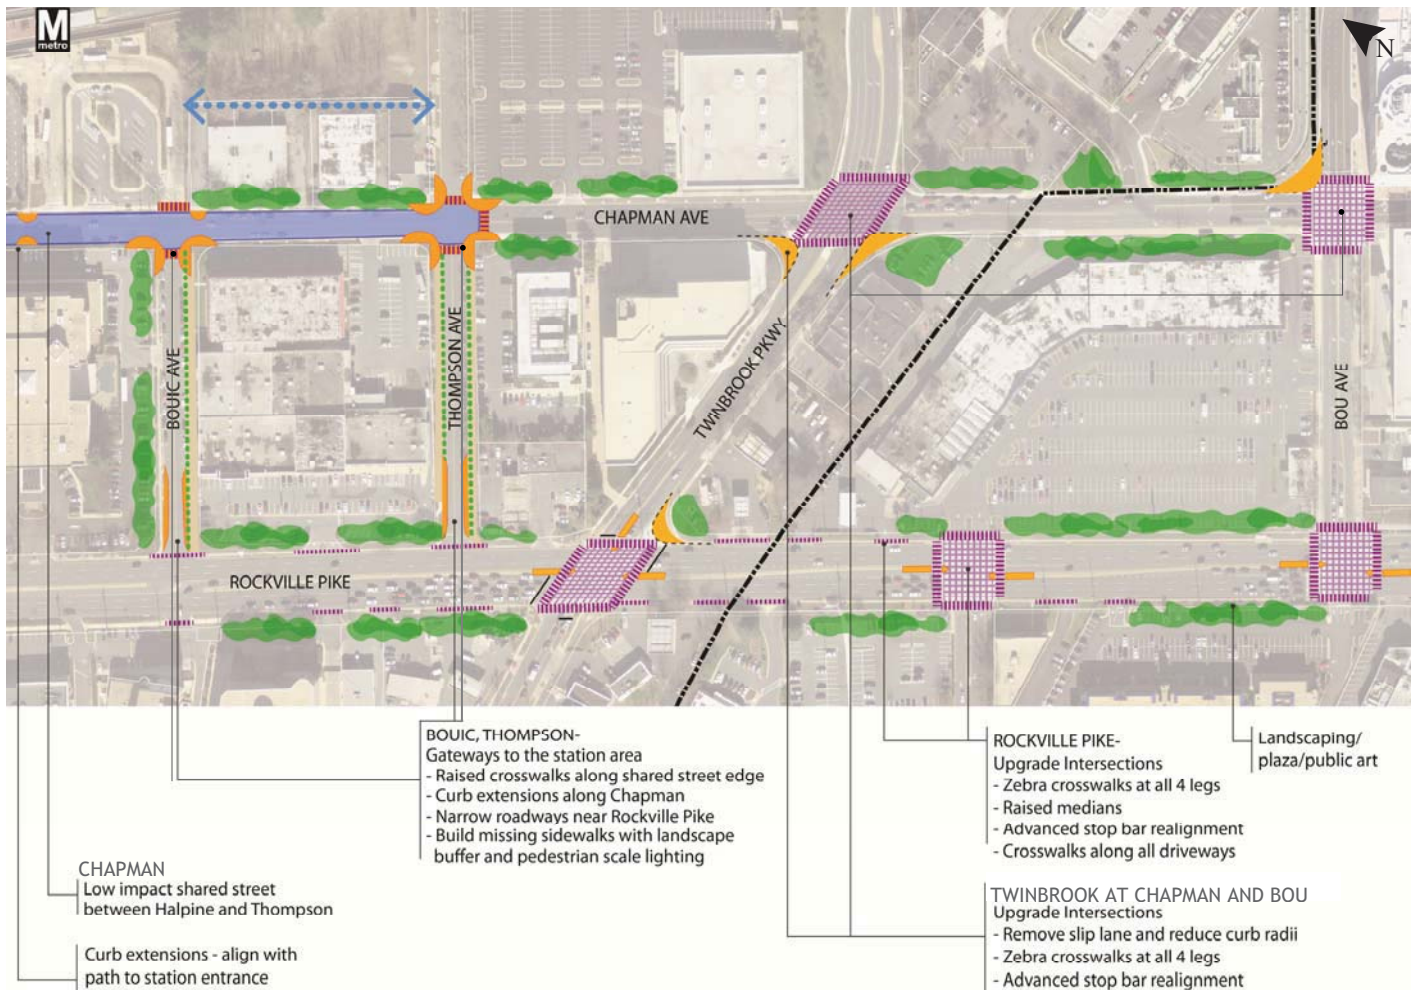 M
metro
N
CHAPMAN AVE
BOUIC AVE
THOMPSON AVE
TWINBROOK PKWY
BOU AVE
ROCKVILLE PIKE
BOUIC, THOMPSON-
Gateways to the station area
- Raised crosswalks along shared street edge
- Curb extensions along Chapman
- Narrow roadways near Rockville Pike
- Build missing sidewalks with landscape
buffer and pedestrian scale lighting
ROCKVILLE PIKE-
Upgrade Intersections
- Zebra crosswalks at all 4 legs
- Raised medians
- Advanced stop bar realignment
- Crosswalks along all driveways
Landscaping/
plaza/public art
CHAPMAN
Low impact shared street
between Halpine and Thompson
Curb extensions - align with
path to station entrance
TWINBROOK AT CHAPMAN AND BOU
Upgrade Intersections
- Remove slip lane and reduce curb radii
- Zebra crosswalks at all 4 legs
- Advanced stop bar realignment